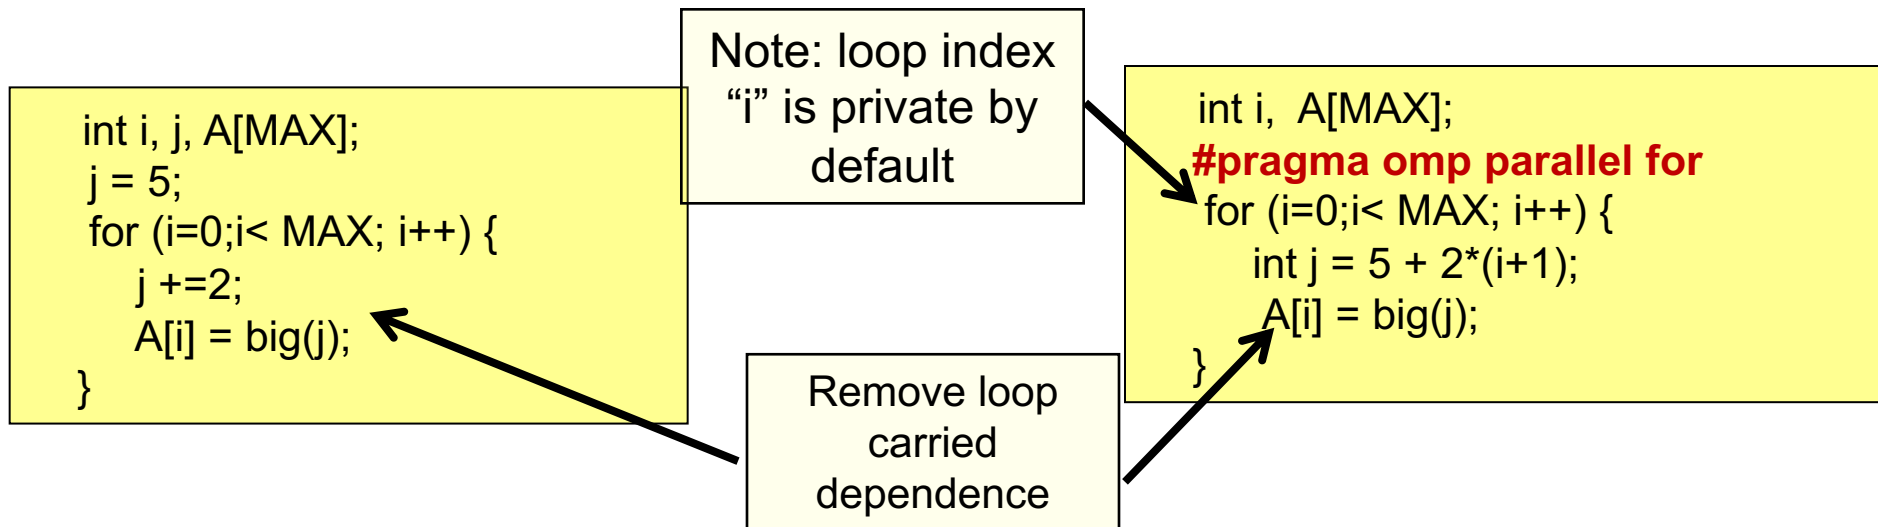 int i, j, A[MAX];
j = 5;
for (i=0;i< MAX; i++) {
j +=2;
A[i] = big(j);
}
Note: loop index
“i” is private by
default
int i, A[MAX];
#pragma omp parallel for
for (i=0;i< MAX; i++) {
int j = 5 + 2*(i+1);
A[i] = big(j);
}
Remove loop
carried
dependence